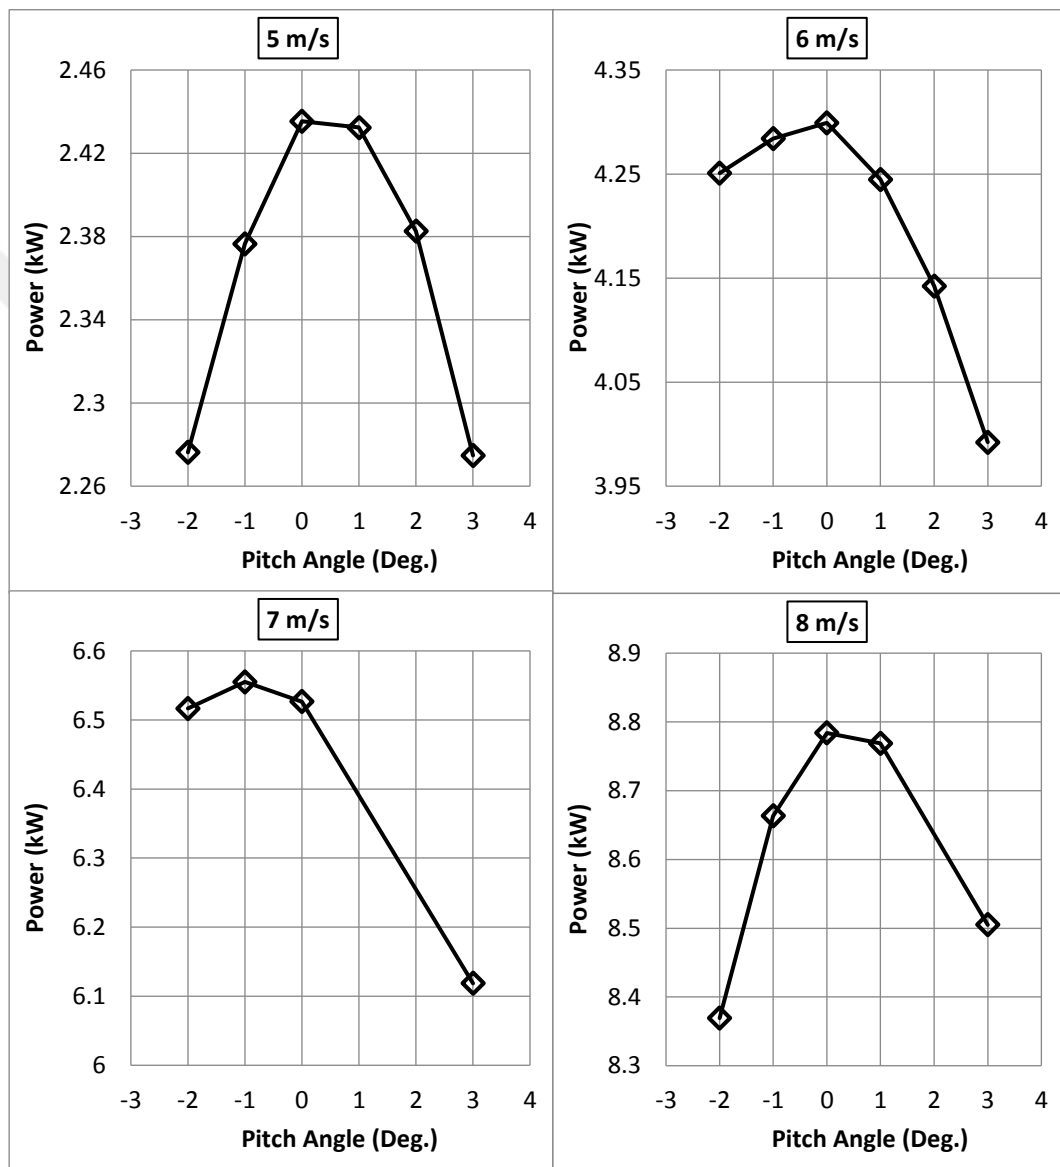 5 m/s
2.46
2.42
2.38
2.34
2.3
2.26
Power (kW)
-3 -2 -1 0 1 2 3 4
Pitch Angle (Deg.)
6 m/s
4.35
4.25
4.15
4.05
3.95
Power (kW)
-3 -2 -1 0 1 2 3 4
Pitch Angle (Deg.)
7 m/s
6.6
6.5
6.4
6.3
6.2
6.1
6
Power (kW)
-3 -2 -1 0 1 2 3 4
Pitch Angle (Deg.)
8 m/s
8.9
8.8
8.7
8.6
8.5
8.4
8.3
Power (kW)
-3 -2 -1 0 1 2 3 4
Pitch Angle (Deg.)